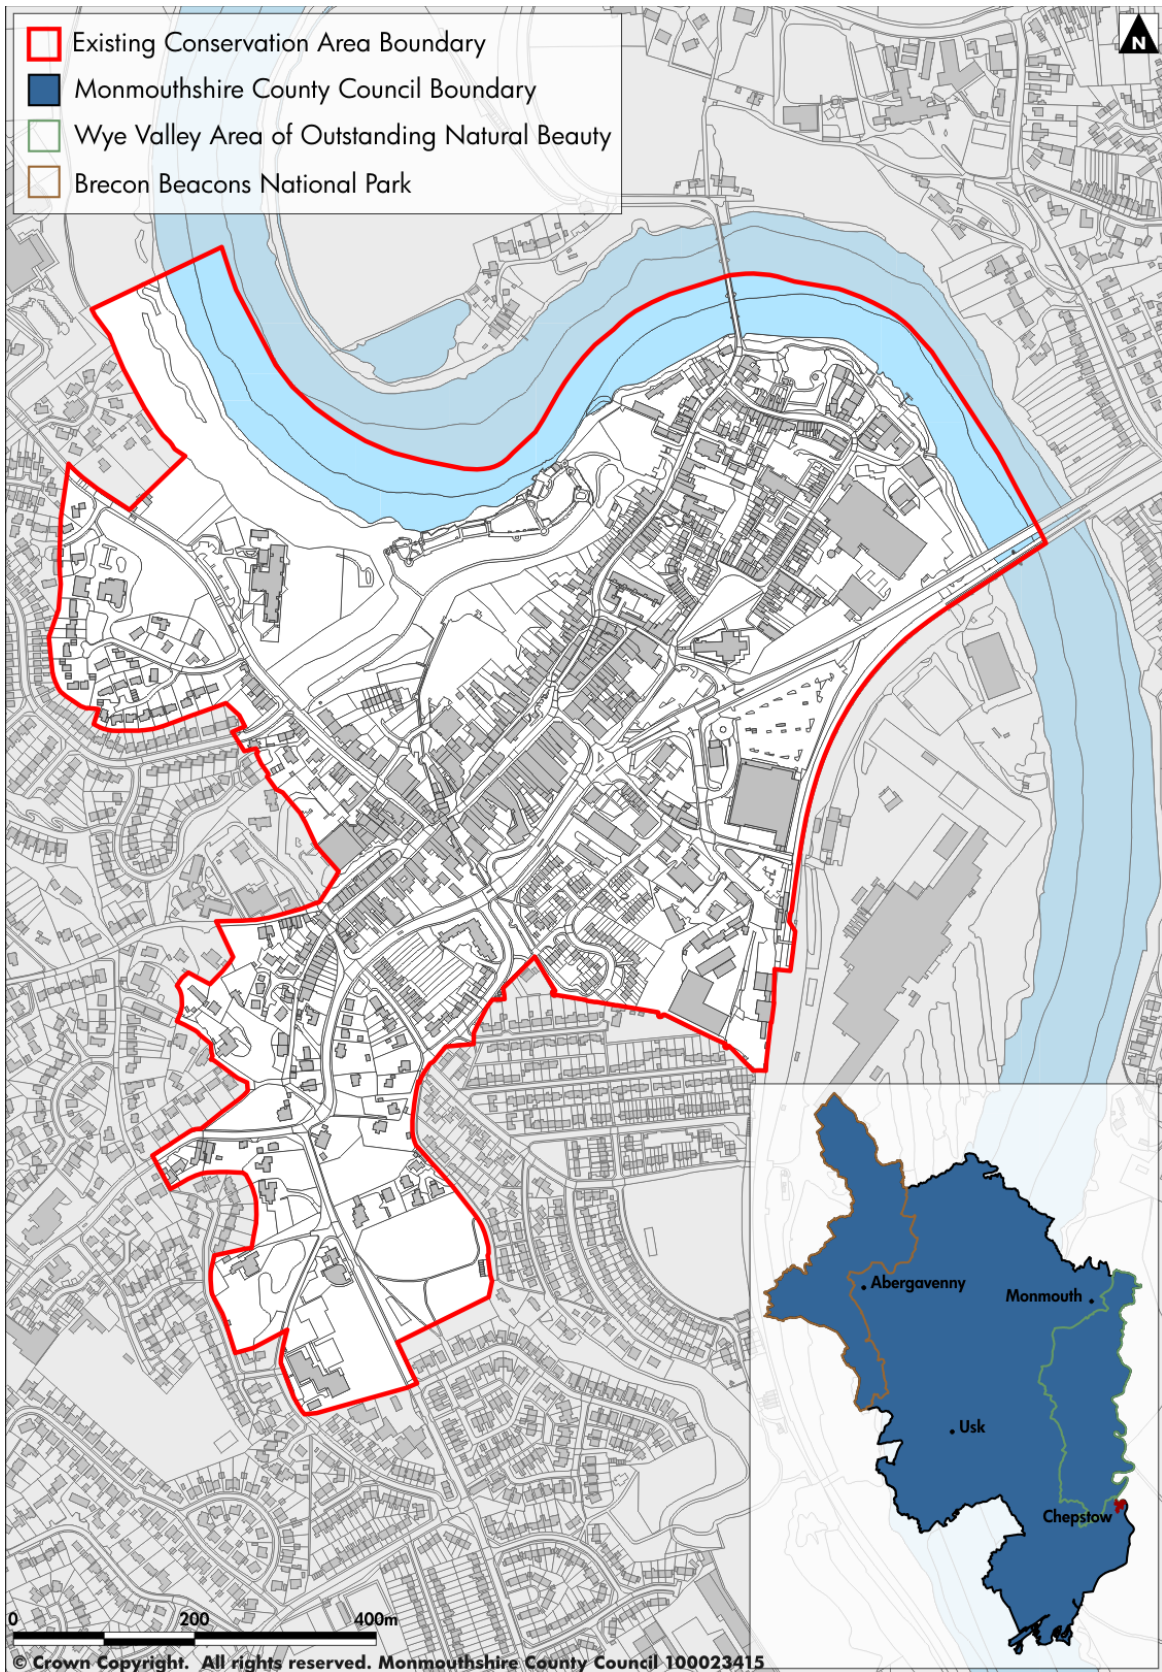 Existing Conservation Area Boundary
Monmouthshire County Council Boundary
Wye Valley Area of Outstanding Natural Beauty
Brecon Beacons National Park
N
Abergavenny
Monmouth
Usk
Chepstow
0 200 400m
© Crown Copyright. All rights reserved. Monmouthshire County Council 100023415